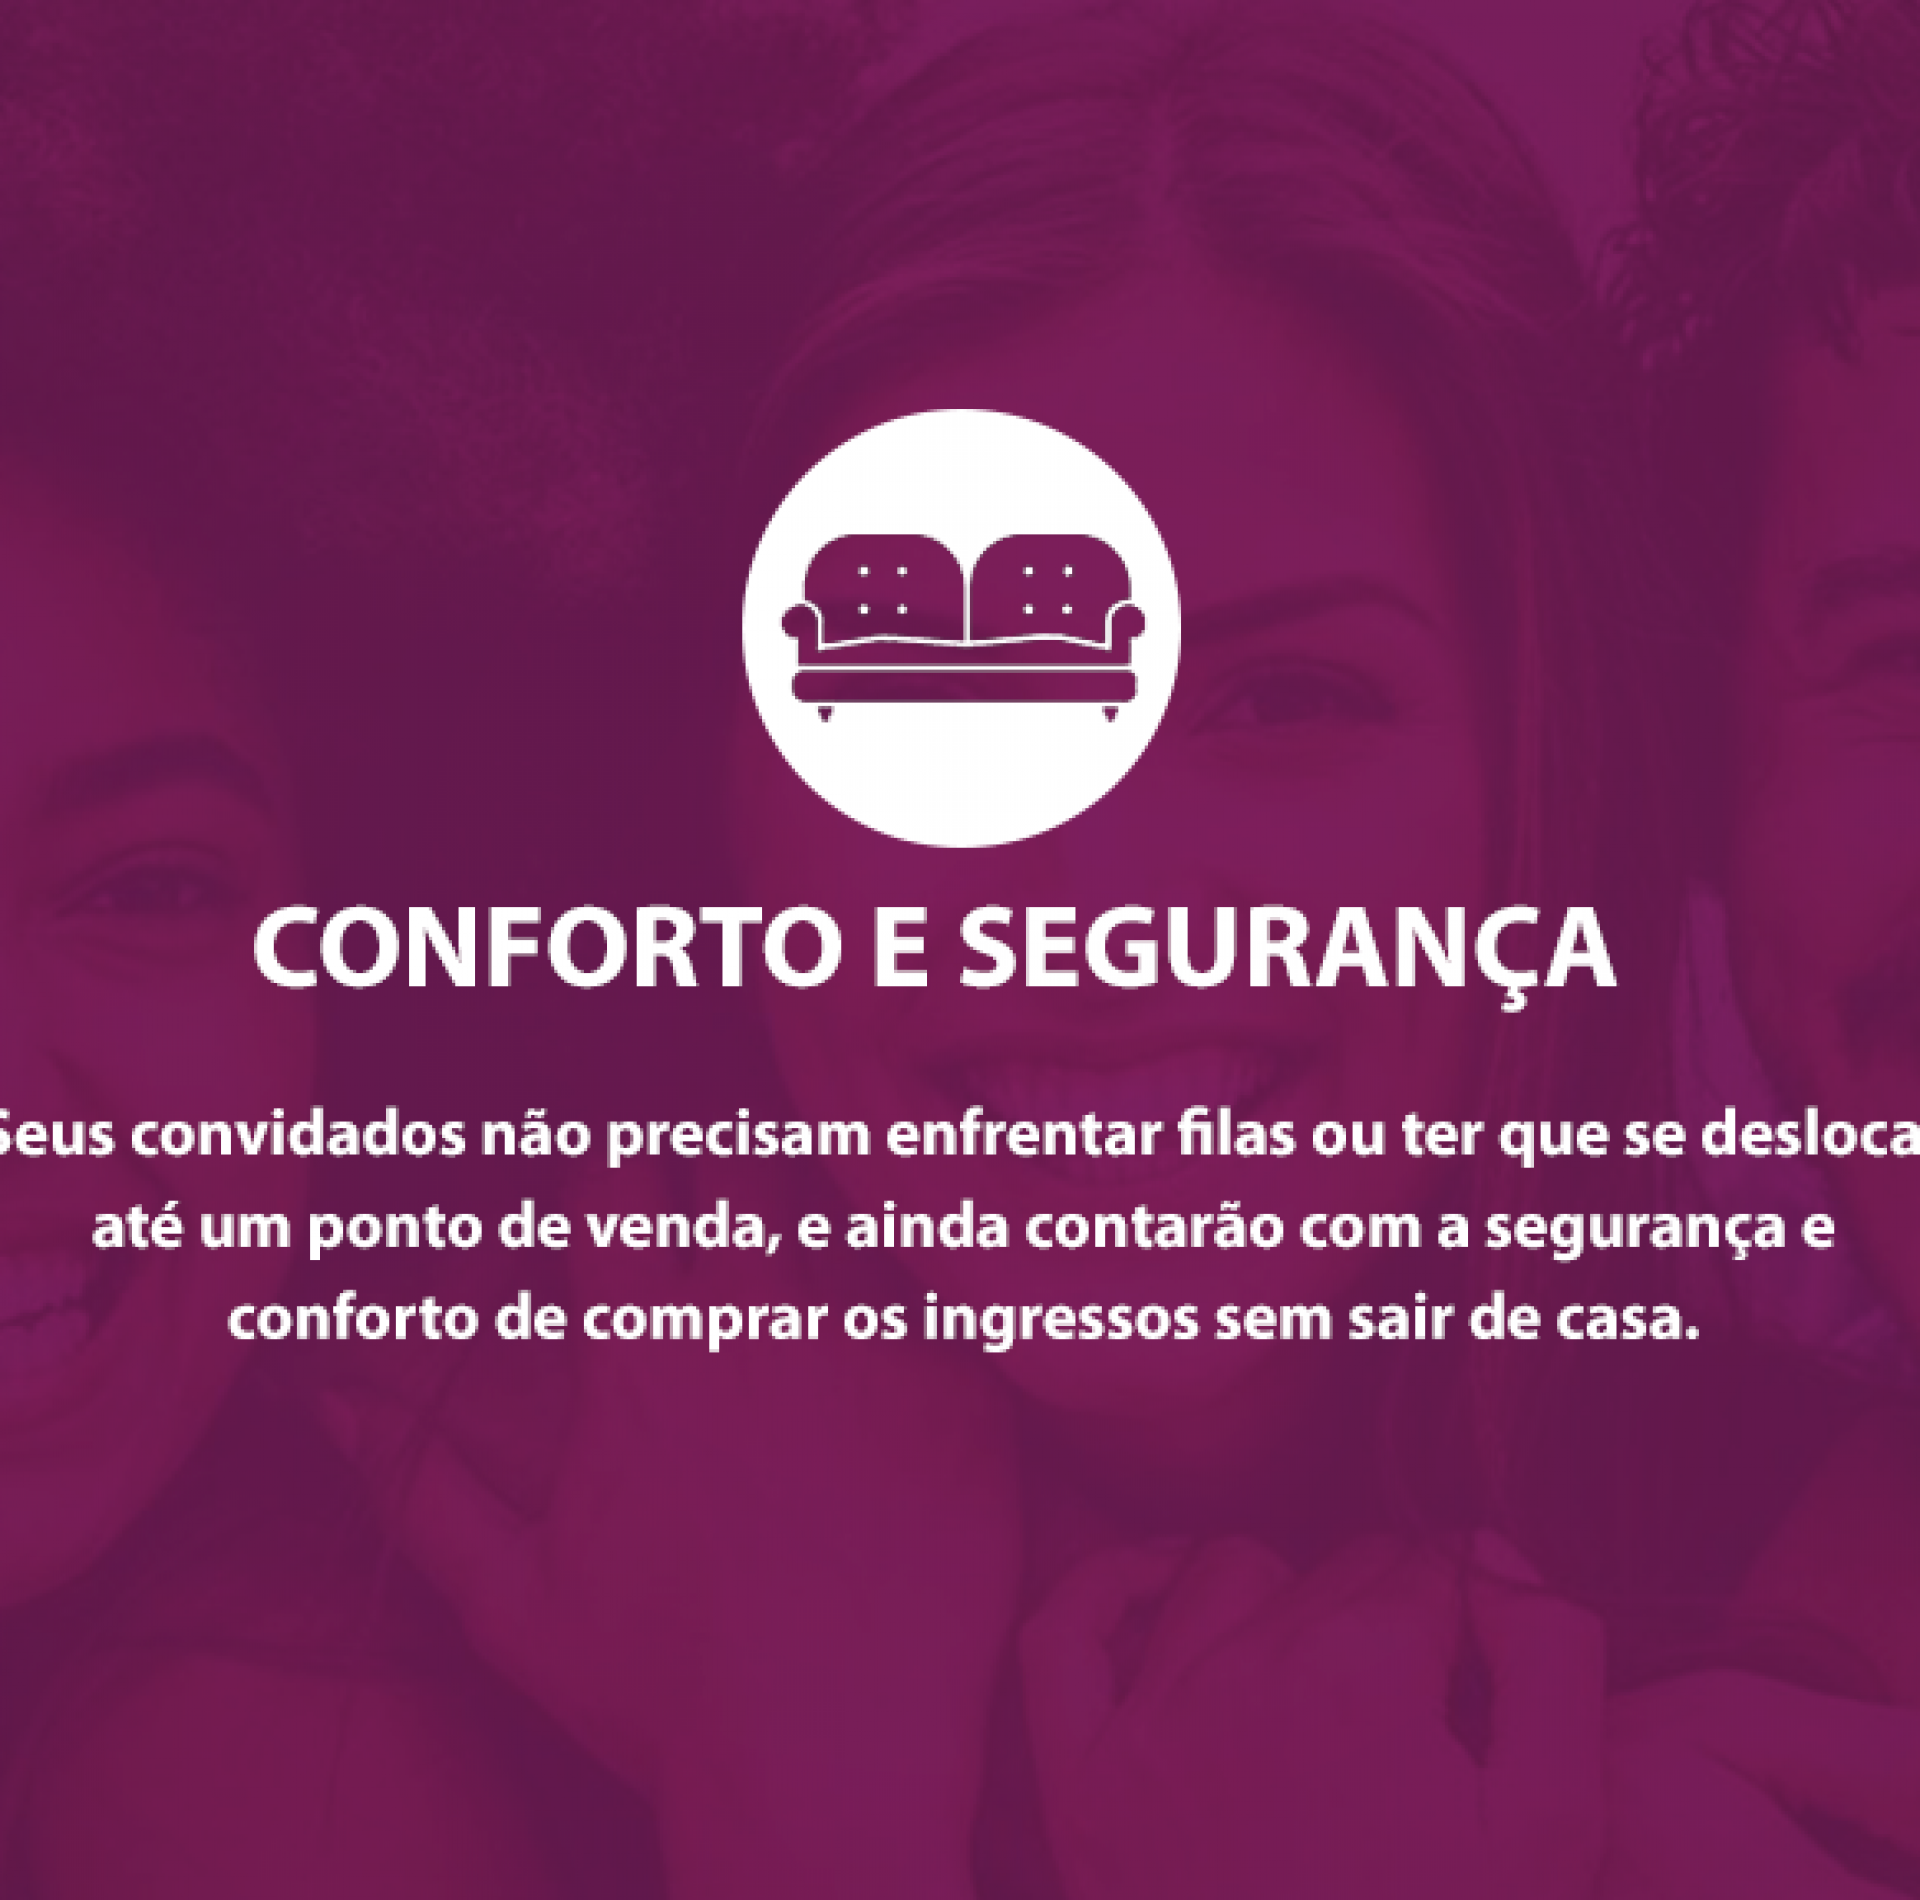 CONFORTO E SEGURANÇA
Seus convidados não precisam enfrentar filas ou ter que se desloca
até um ponto de venda, e ainda contarão com a segurança e
conforto de comprar os ingressos sem sair de casa.